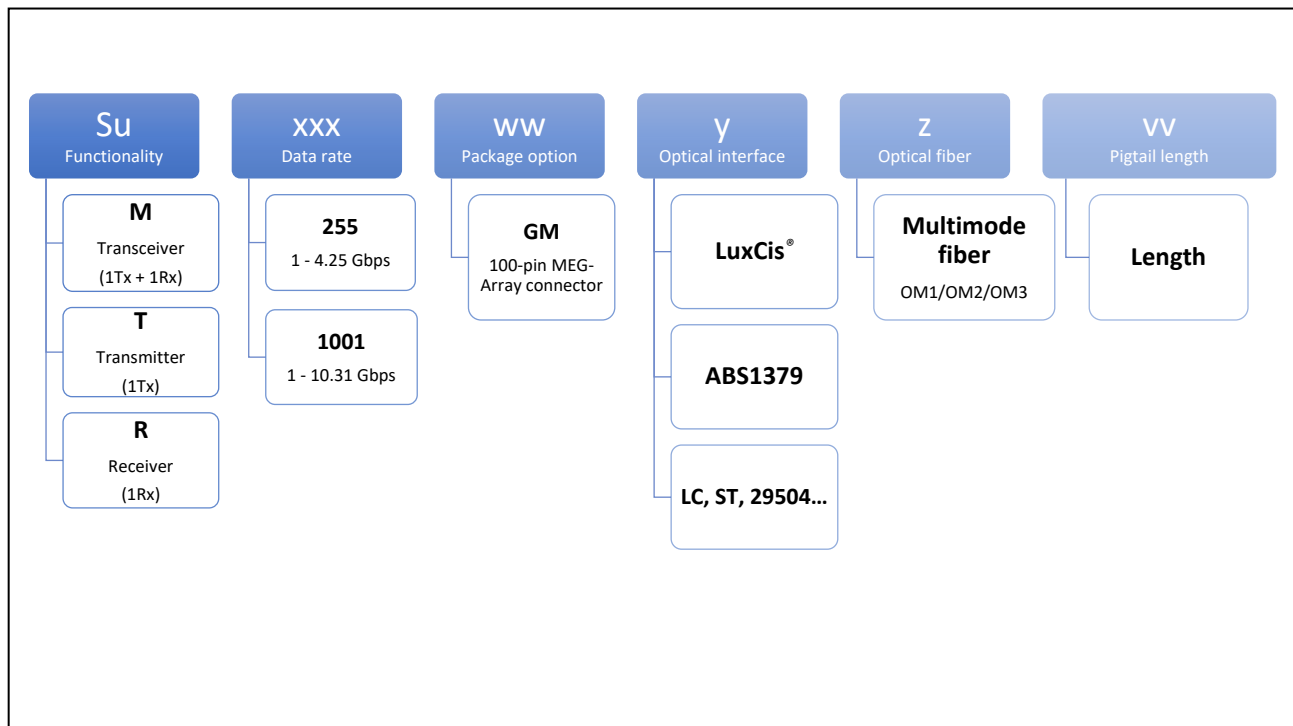 Su
Functionality
M
Transceiver
(1Tx + 1Rx)
T
Transmitter
(1Tx)
R
Receiver
(1Rx)
xxx
Data rate
255
1 - 4.25 Gbps
1001
1 - 10.31 Gbps
ww
Package option
GM
100-pin MEG-
Array connector
y
Optical interface
LuxCis®
ABS1379
LC, ST, 29504...
z
Optical fiber
Multimode
fiber
OM1/OM2/OM3
vv
Pigtail length
Length